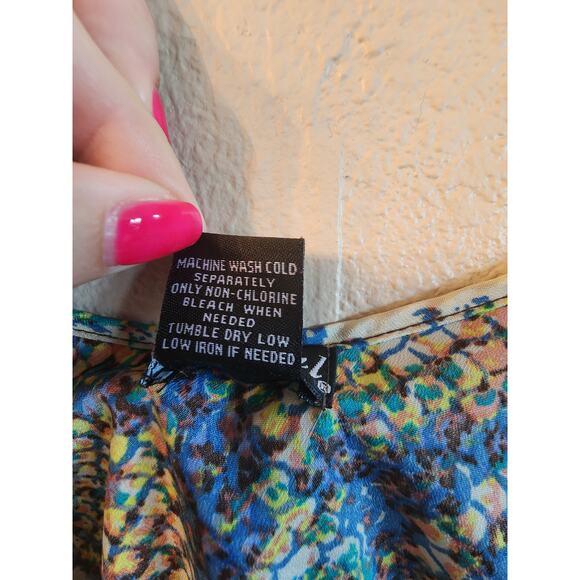 MACHINE WASH COLD
SEPARATELY
ONLY NON-CHLORINE
BLEACH WHEN
NEEDED
TUMBLE DRY LOW
LOW IRON IF NEEDED